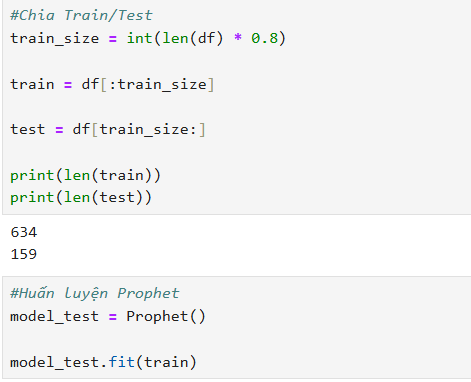 #Chia Train/Test
train_size = int(len(df) * 0.8)
train = df[:train_size]
test = df[train_size:]
print(len(train))
print(len(test))
634
159
#Huấn luyện Prophet
model_test = Prophet()
model_test.fit(train)